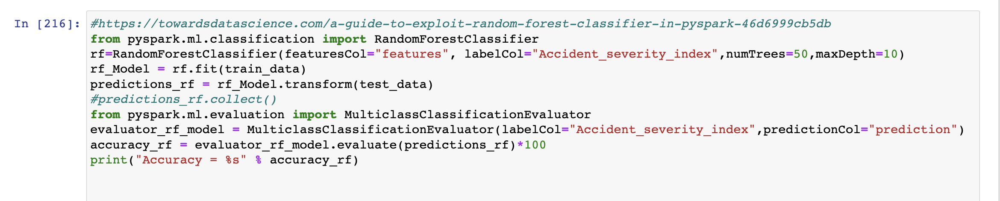 In [216]: #https://towardsdatascience.com/a-guide-to-exploit-random-forest-classifier-in-pyspark-46d6999cb5db
from pyspark.ml.classification import RandomForestClassifier
rf=RandomForestClassifier(featuresCol="features", labelCol="Accident_severity_index",numTrees=50,maxDepth=10)
rf_Model = rf.fit(train_data)
predictions_rf = rf_Model.transform(test_data)
#predictions_rf.collect()
from pyspark.ml.evaluation import MulticlassClassificationEvaluator
evaluator_rf_model = MulticlassClassificationEvaluator(labelCol="Accident_severity_index",predictionCol="prediction")
accuracy_rf = evaluator_rf_model.evaluate(predictions_rf)*100
print("Accuracy = %s" % accuracy_rf)